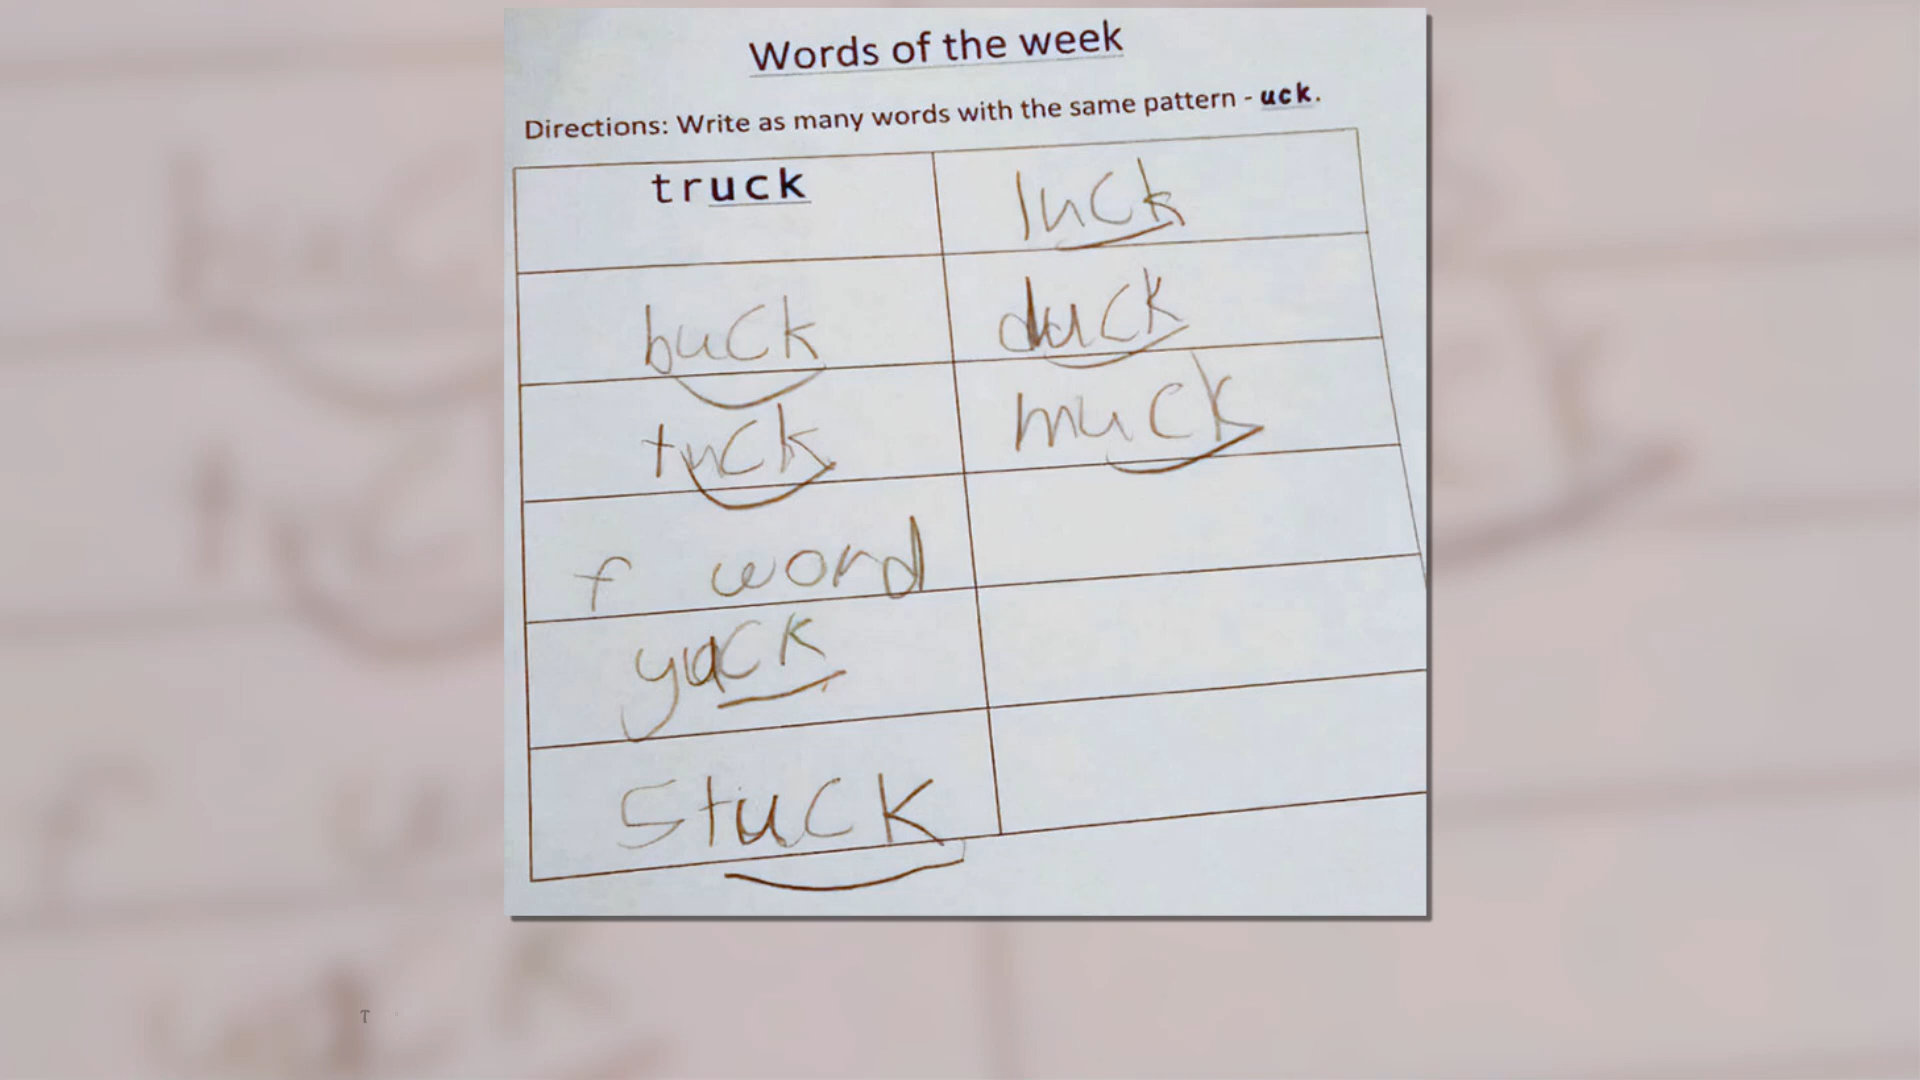 Words of the week
Directions: Write as many words with the same pattern - uck.
truck
luck
buck
duck
tuck
muck
f word
yuck
stuck
T